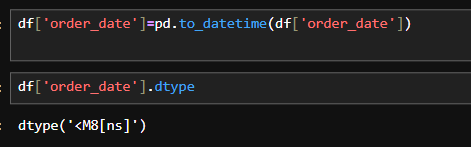 : df['order_date']=pd.to_datetime(df['order_date'])
: df['order_date'].dtype
: dtype('<M8[ns]')